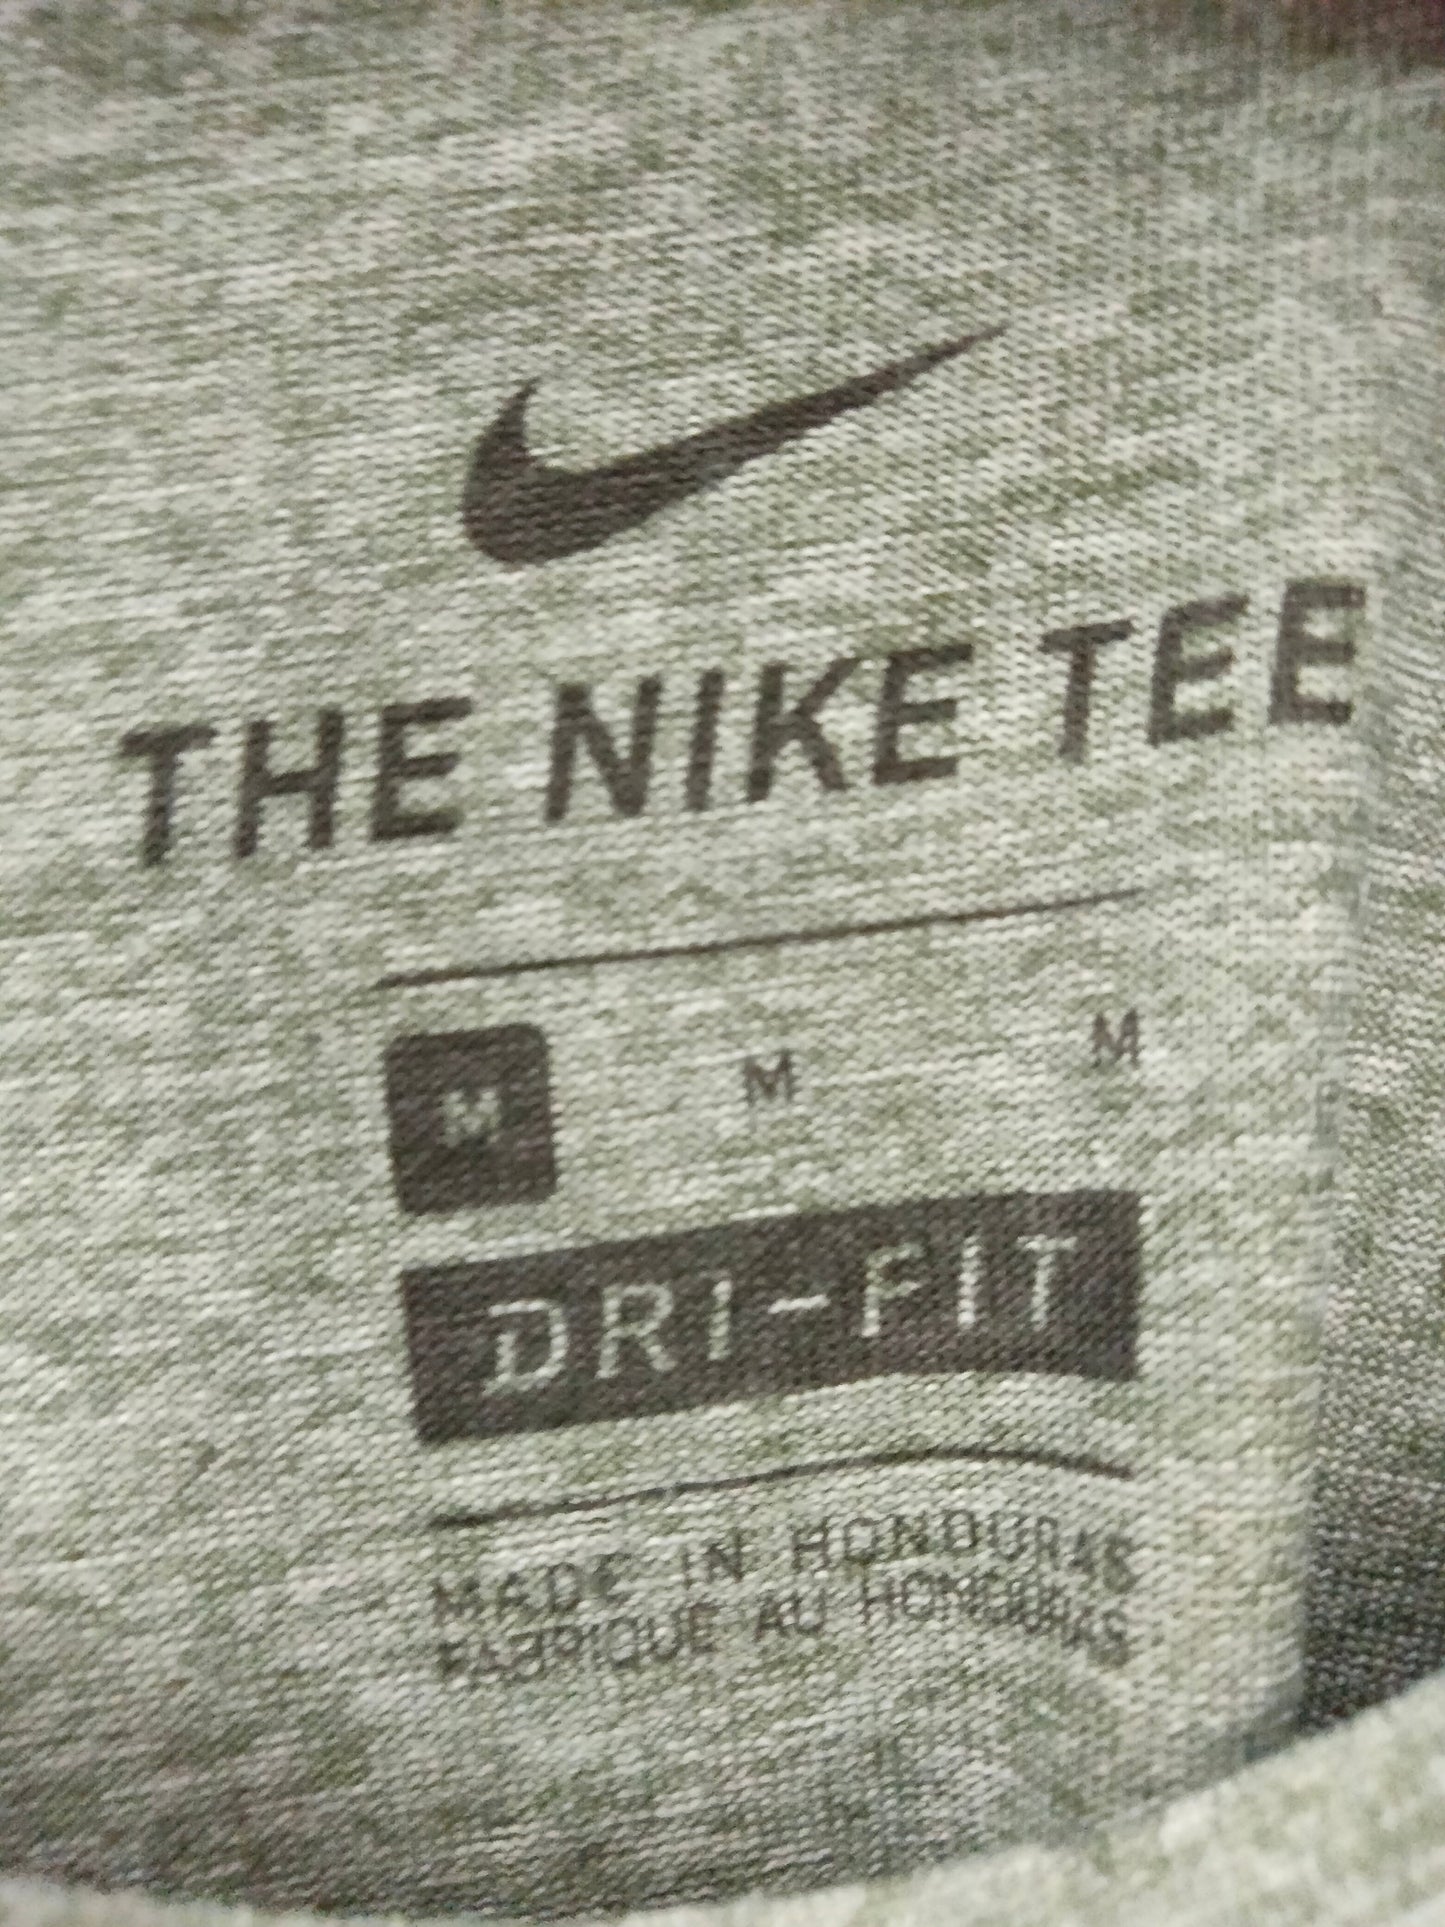 THE NIKE TEE
M M M
DRI-FIT
MADE IN HONDURAS
FABRIQUE AU HONDURAS